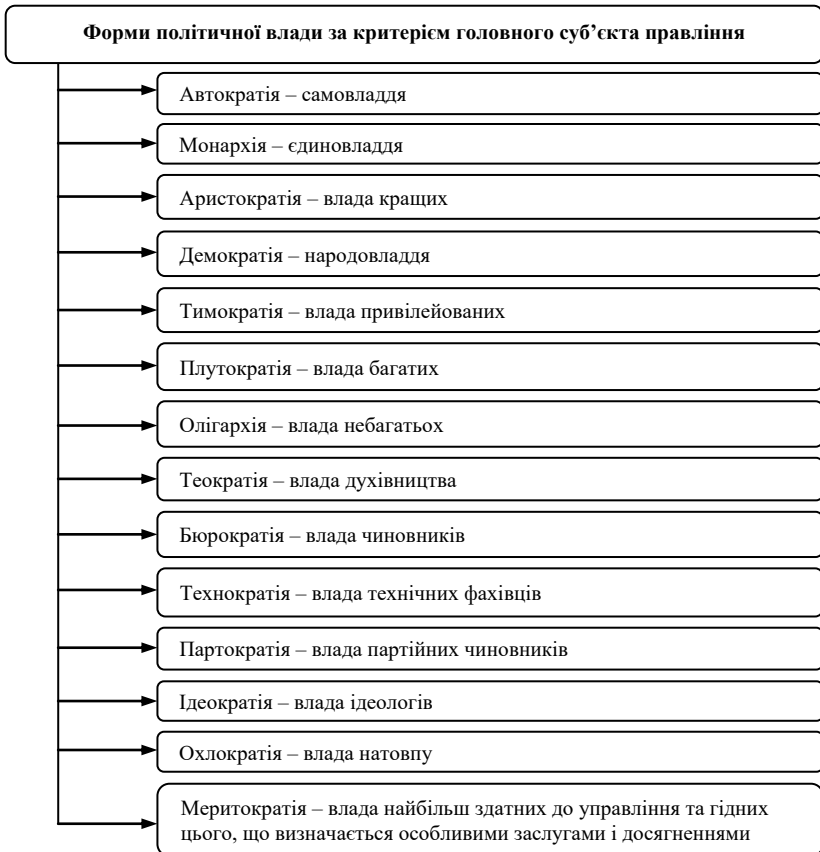 Форми політичної влади за критерієм головного суб’єкта правління
Автократія – самовладдя
Монархія – єдиновладдя
Аристократія – влада кращих
Демократія – народовладдя
Тимократія – влада привілейованих
Плутократія – влада багатих
Олігархія – влада небагатьох
Теократія – влада духівництва
Бюрократія – влада чиновників
Технократія – влада технічних фахівців
Партократія – влада партійних чиновників
Ідеократія – влада ідеологів
Охлократія – влада натовпу
Меритократія – влада найбільш здатних до управління та гідних
цього, що визначається особливими заслугами і досягненнями